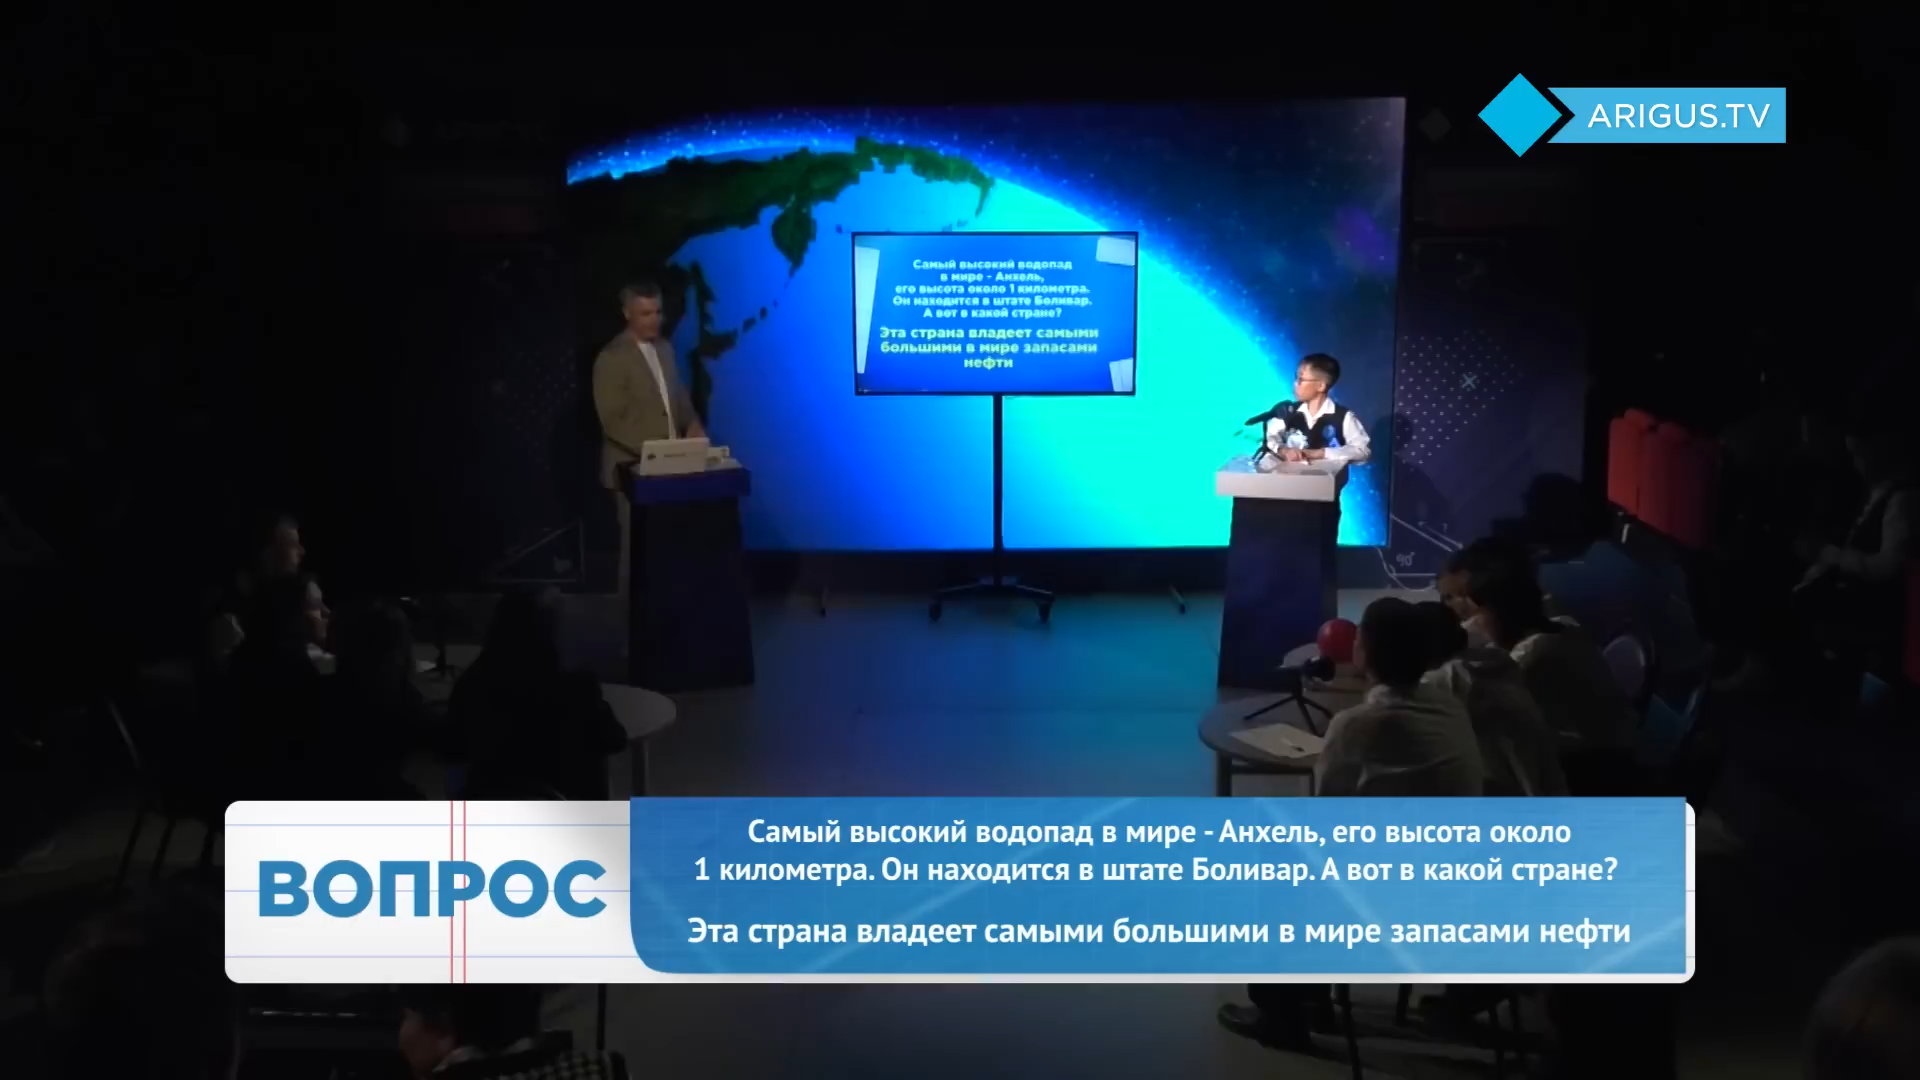 ARIGUS.TV
Самый высокий водопад
в мире - Анхель,
его высота около 1 километра.
Он находится в штате Боливар.
А вот в какой стране?
Эта страна владеет самыми
большими в мире запасами
нефти
90°
ВОПРОС
Самый высокий водопад в мире - Анхель, его высота около
1 километра. Он находится в штате Боливар. А вот в какой стране?
Эта страна владеет самыми большими в мире запасами нефти